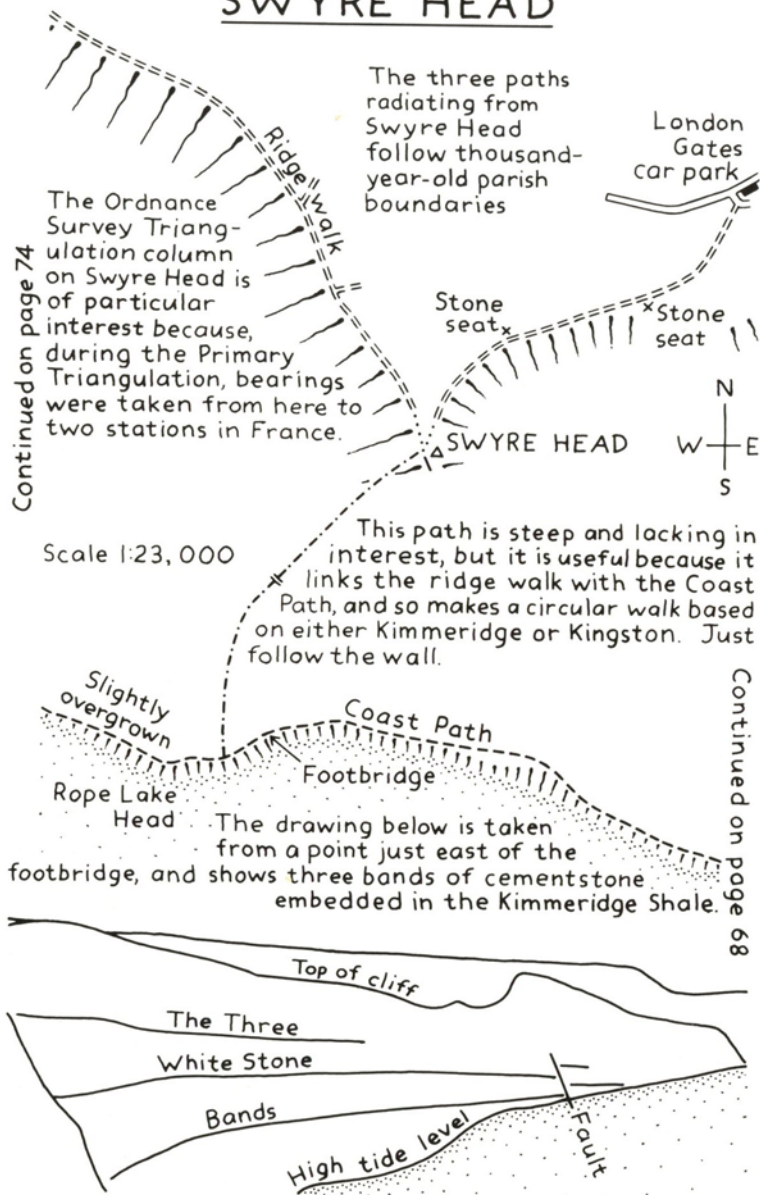 SWYRE HEAD
The three paths
radiating from
Swyre Head
follow thousand-
year-old parish
boundaries
London
Gates
car park
Ridge walk
The Ordnance
Survey Triang-
ulation column
on Swyre Head is
of particular
interest because,
during the Primary
Triangulation, bearings
were taken from here to
two stations in France.
Continued on page 74
Stone
seat
Stone
seat
SWYRE HEAD
N
W E
S
Scale 1:23,000
This path is steep and lacking in
interest, but it is useful because it
links the ridge walk with the Coast
Path, and so makes a circular walk based
on either Kimmeridge or Kingston. Just
follow the wall.
Slightly
overgrown
Coast Path
Footbridge
Rope Lake
Head
Continued on page 68
The drawing below is taken
from a point just east of the
footbridge, and shows three bands of cementstone
embedded in the Kimmeridge Shale.
Top of cliff
The Three
White Stone
Bands
High tide level
Fault